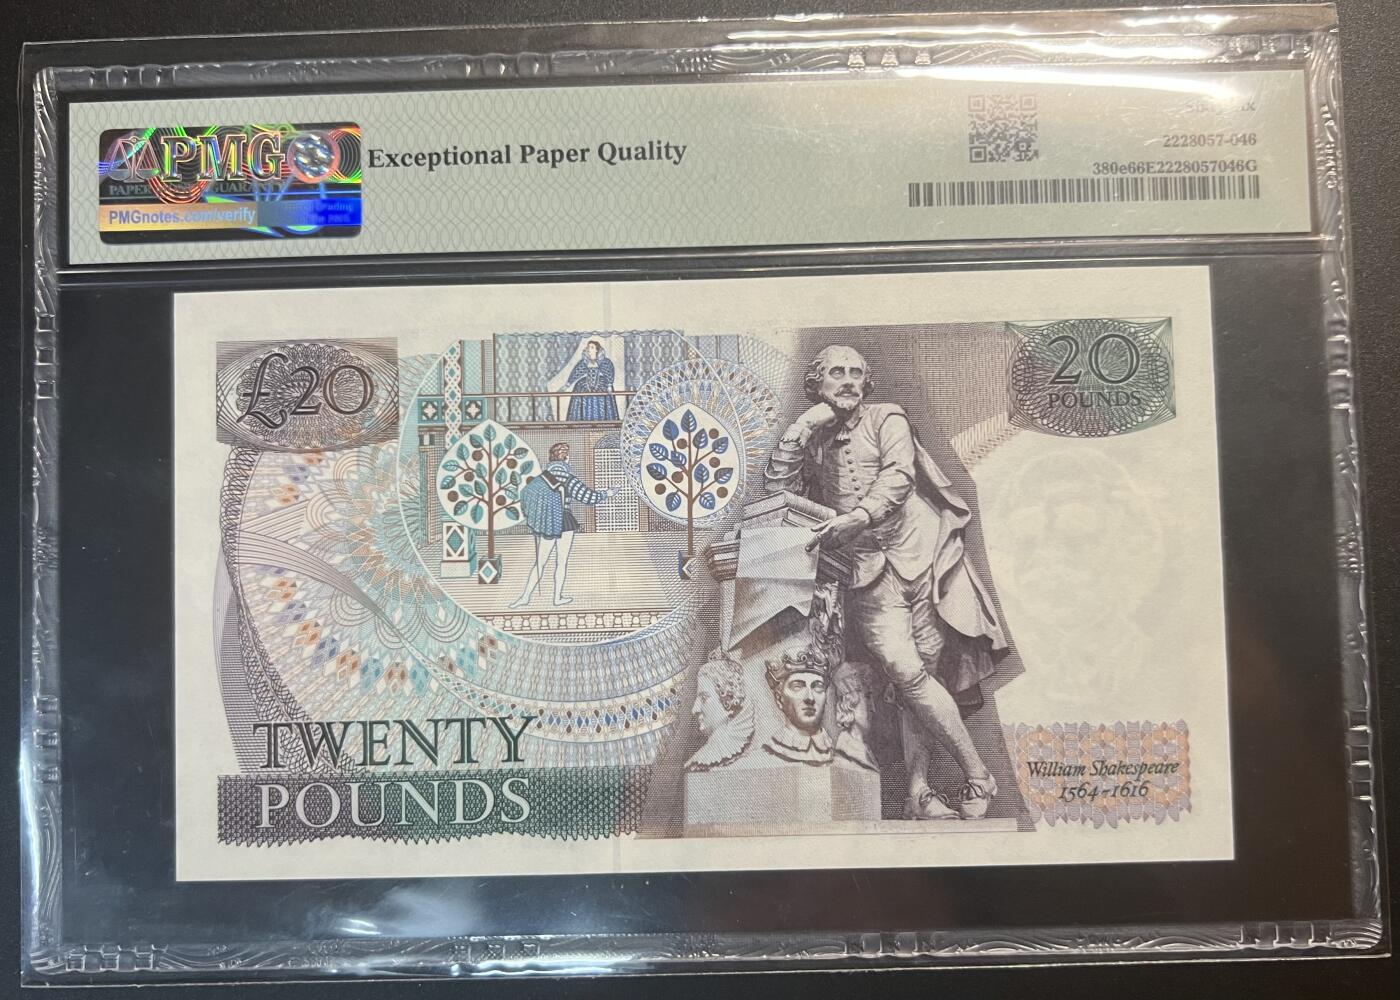 PMG
PMGnotes.com/verify
Exceptional Paper Quality
2228057-046
380e66E2228057046G
£20
20
POUNDS
TWENTY
POUNDS
William Shakespeare
1564-1616